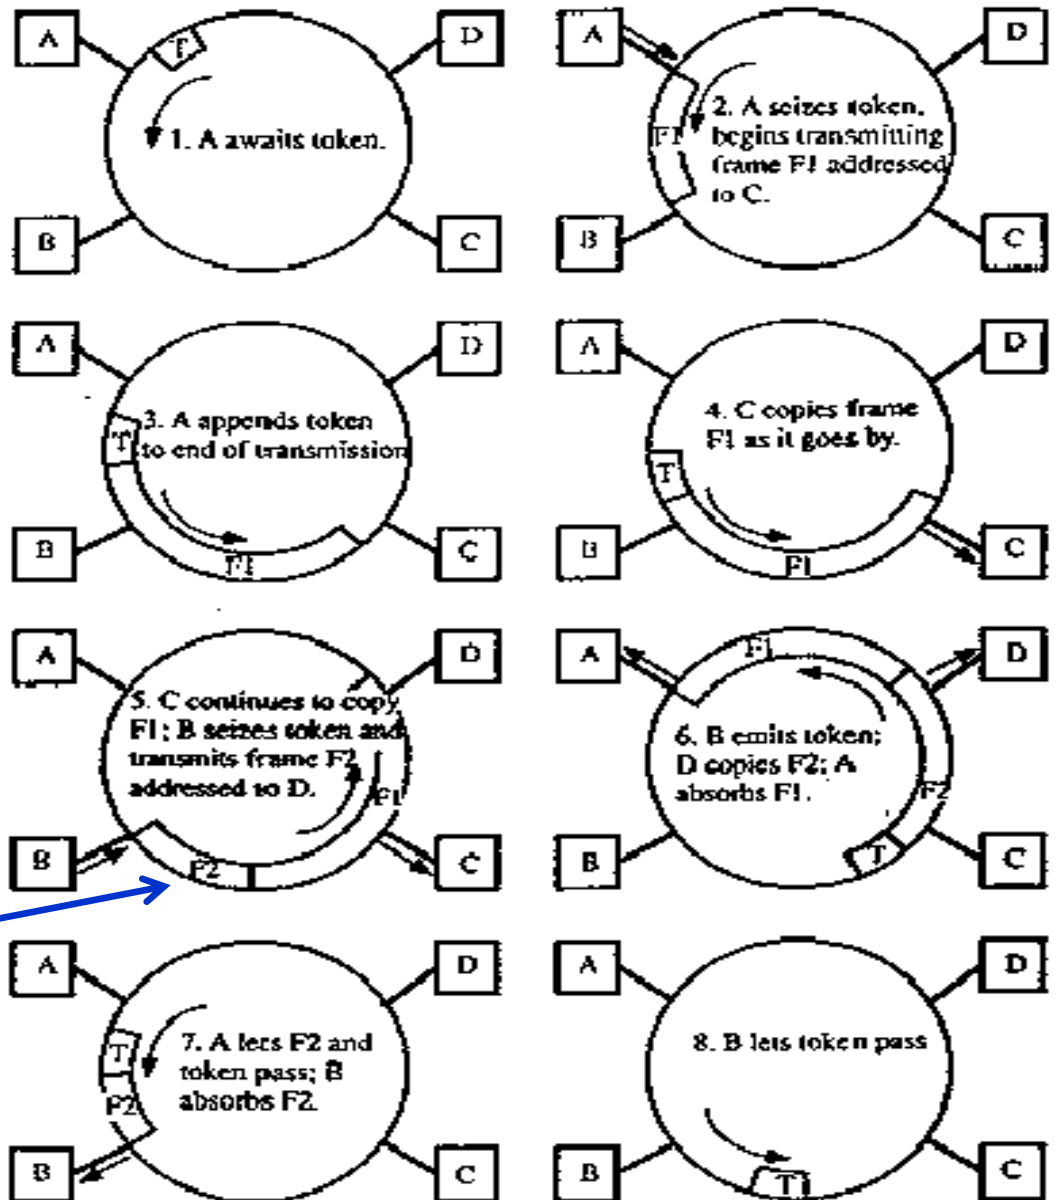 A
T
D
1. A awaits token.
B
C
A
D
2. A seizes token,
begins transmitting
frame F1 addressed
to C.
F1
B
C
A
D
3. A appends token
to end of transmission
T
B
F1
C
A
D
4. C copies frame
F1 as it goes by.
T
B
F1
C
A
D
5. C continues to copy
F1; B seizes token and
transmits frame F2
addressed to D.
F1
B
F2
C
A
F1
D
6. B emits token;
D copies F2; A
absorbs F1.
F2
B
T
C
A
D
7. A lets F2 and
token pass; B
absorbs F2.
T
F2
B
C
A
D
8. B lets token pass
B
T
C